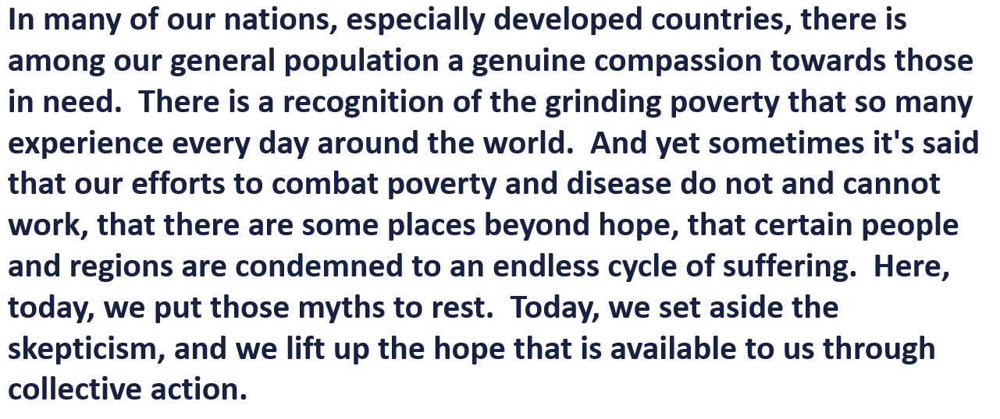 In many of our nations, especially developed countries, there is
among our general population a genuine compassion towards those
in need.  There is a recognition of the grinding poverty that so many
experience every day around the world.  And yet sometimes it's said
that our efforts to combat poverty and disease do not and cannot
work, that there are some places beyond hope, that certain people
and regions are condemned to an endless cycle of suffering.  Here,
today, we put those myths to rest.  Today, we set aside the
skepticism, and we lift up the hope that is available to us through
collective action.